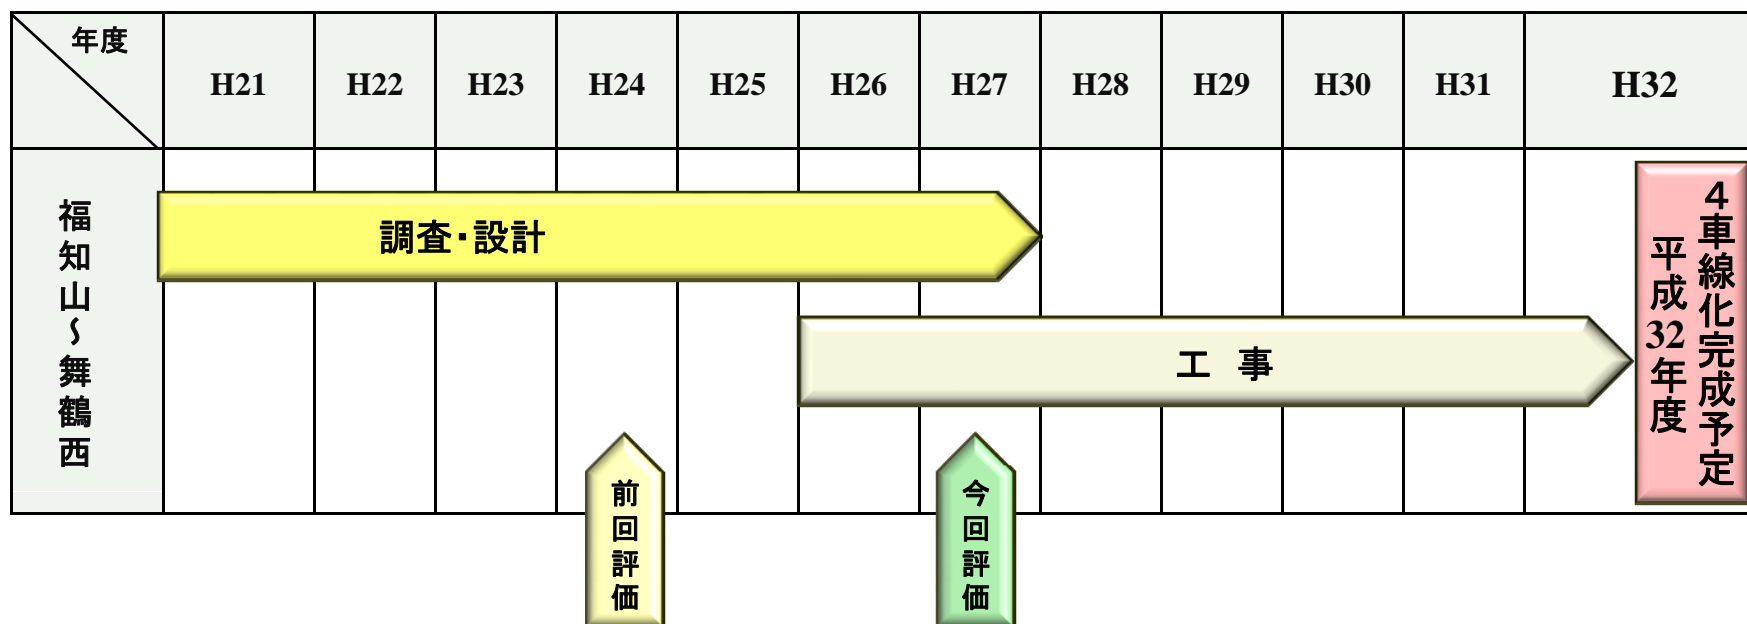 年度
H21
H22
H23
H24
H25
H26
H27
H28
H29
H30
H31
H32
福知山～舞鶴西
調査・設計
工 事
４車線化完成予定
平成32年度
前回評価
今回評価